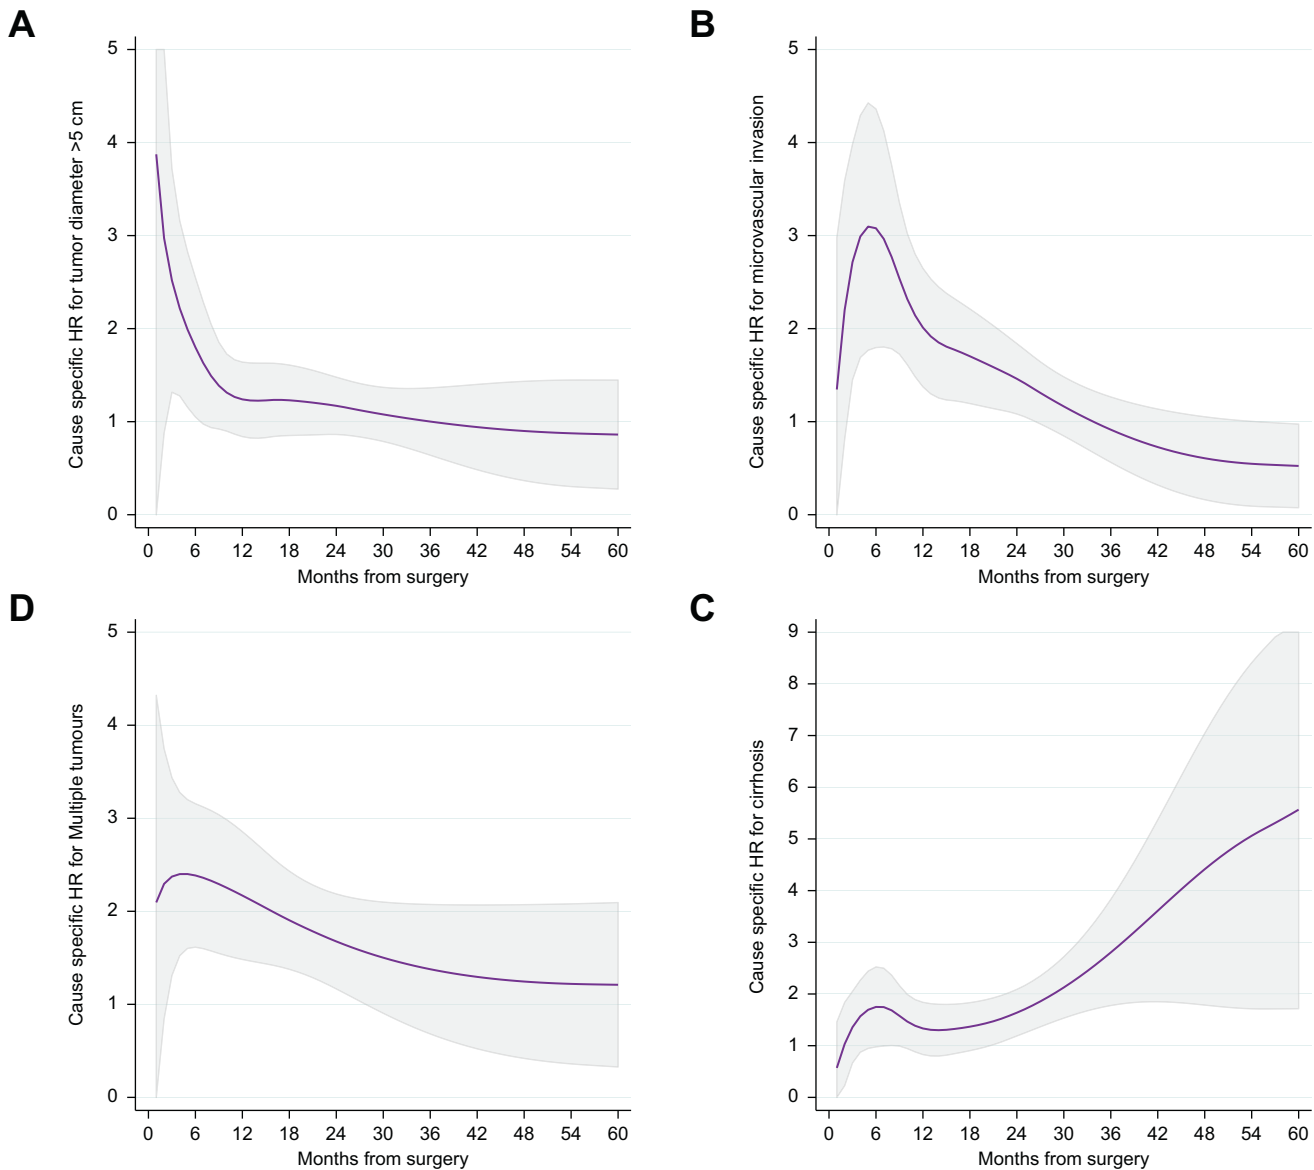 A
Cause specific HR for tumor diameter >5 cm
5
4
3
2
1
0
0 6 12 18 24 30 36 42 48 54 60
Months from surgery
B
Cause specific HR for microvascular invasion
5
4
3
2
1
0
0 6 12 18 24 30 36 42 48 54 60
Months from surgery
D
Cause specific HR for Multiple tumours
5
4
3
2
1
0
0 6 12 18 24 30 36 42 48 54 60
Months from surgery
C
Cause specific HR for cirrhosis
9
8
7
6
5
4
3
2
1
0
0 6 12 18 24 30 36 42 48 54 60
Months from surgery